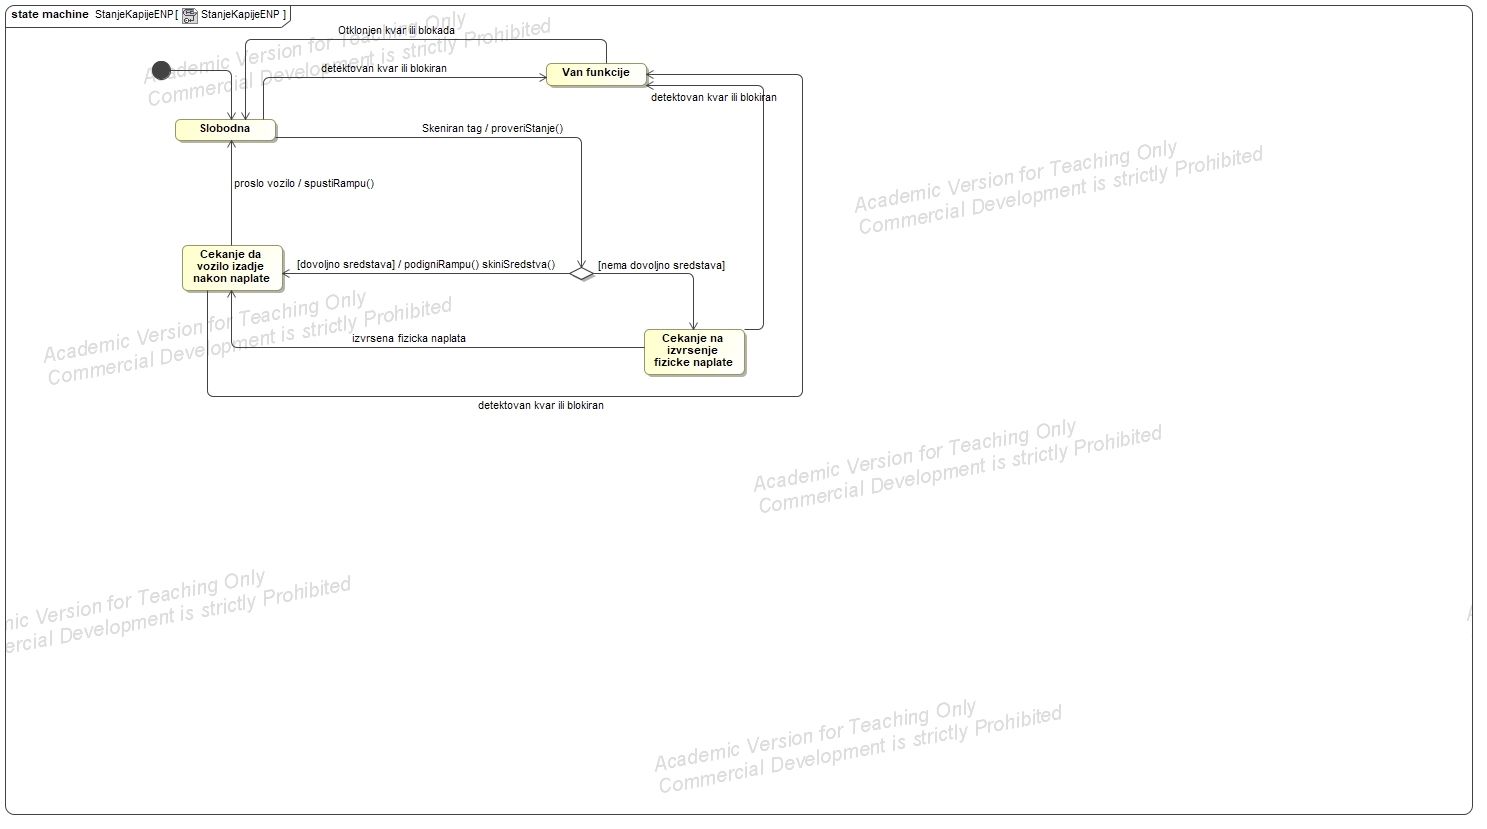 state machine StanjeKapijeENP [ StanjeKapijeENP ]
Otklonjen kvar ili blokada
detektovan kvar ili blokiran
Van funkcije
detektovan kvar ili blokiran
Slobodna
Skeniran tag / proveriStanje()
proslo vozilo / spustiRampu()
Cekanje da
vozilo izadje
nakon naplate
[dovoljno sredstava] / podigniRampu() skiniSredstva()
[nema dovoljno sredstava]
izvrsena fizicka naplata
Cekanje na
izvrsenje
fizicke naplate
detektovan kvar ili blokiran
Academic Version for Teaching Only
Commercial Development is strictly Prohibited
Academic Version for Teaching Only
Commercial Development is strictly Prohibited
Academic Version for Teaching Only
Commercial Development is strictly Prohibited
Academic Version for Teaching Only
Commercial Development is strictly Prohibited
mic Version for Teaching Only
ercial Development is strictly Prohibited
Academic Version for Teaching Only
Commercial Development is strictly Prohibited